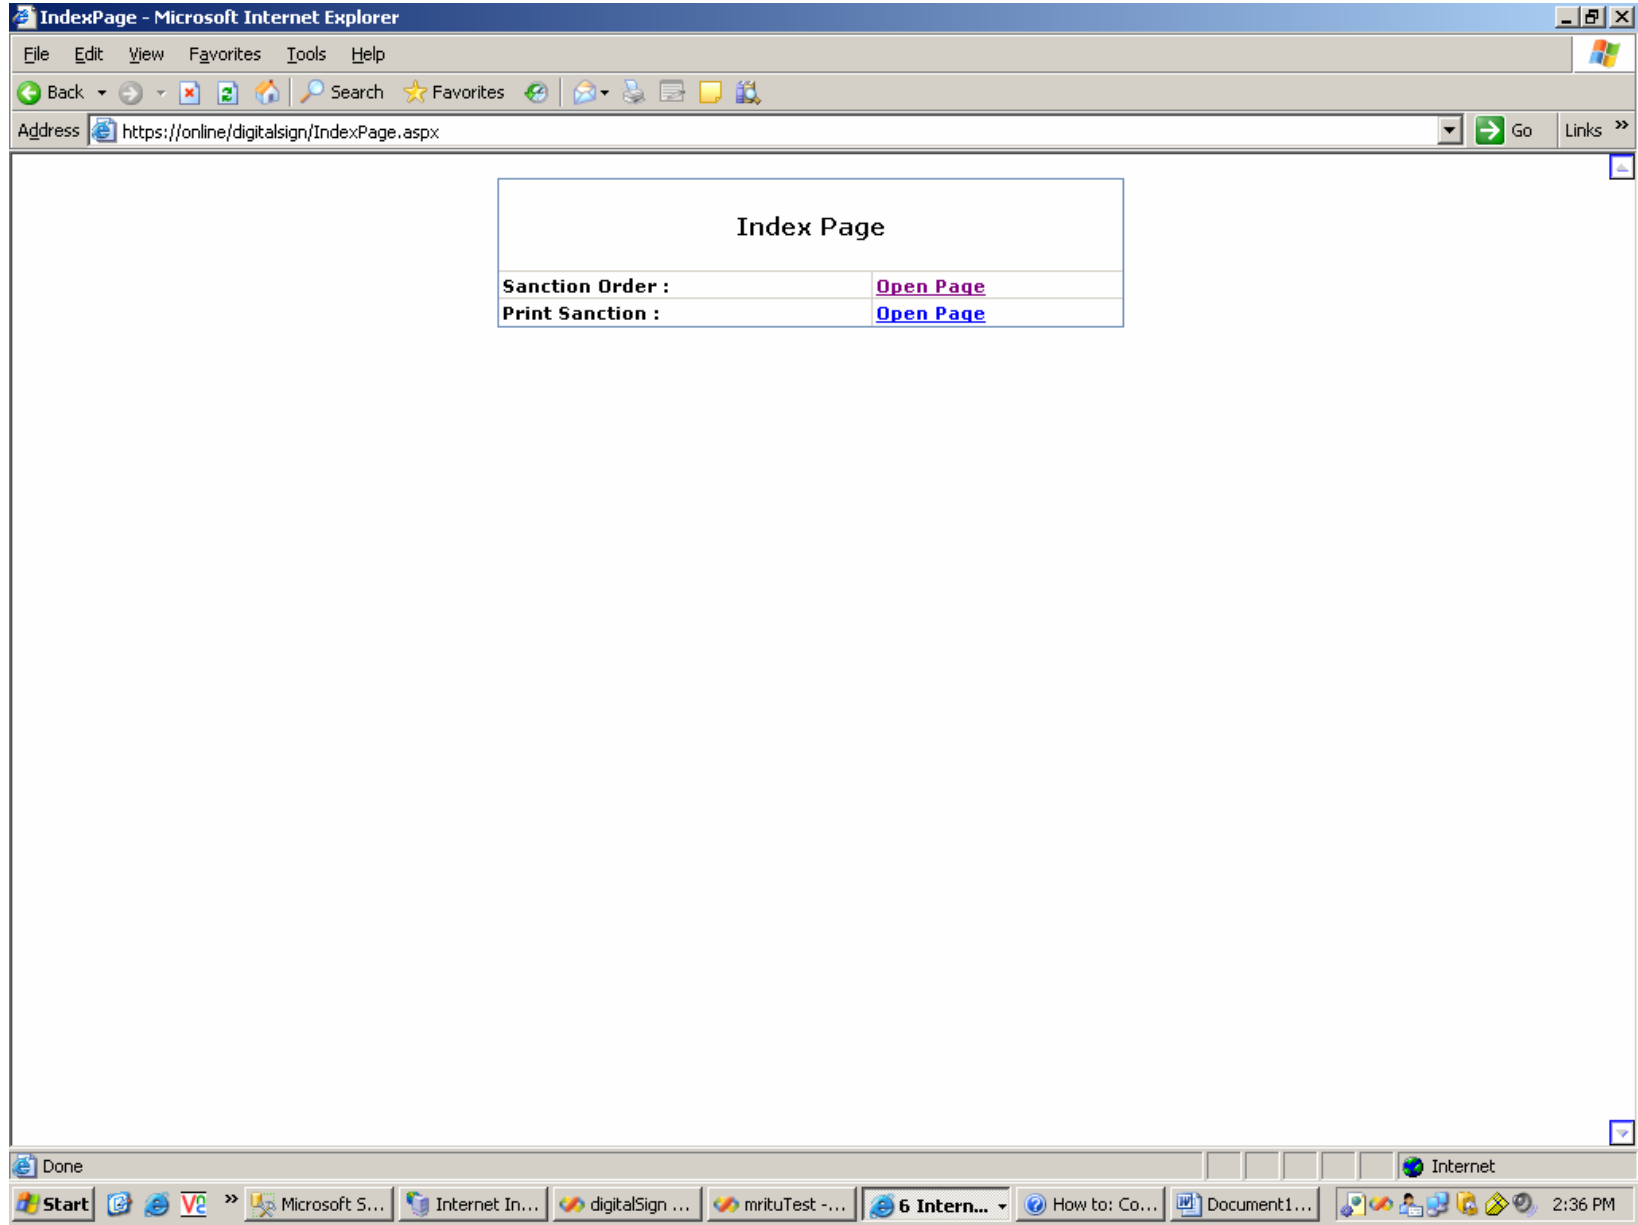 IndexPage - Microsoft Internet Explorer
File Edit View Favorites Tools Help
Back Search Favorites
Address https://online/digitalsign/IndexPage.aspx Go Links »
Index Page
Sanction Order : Open Page
Print Sanction : Open Page
Done Internet
Start » Microsoft S... Internet In... digitalSign ... mrituTest -... 6 Intern... How to: Co... Document1... 2:36 PM